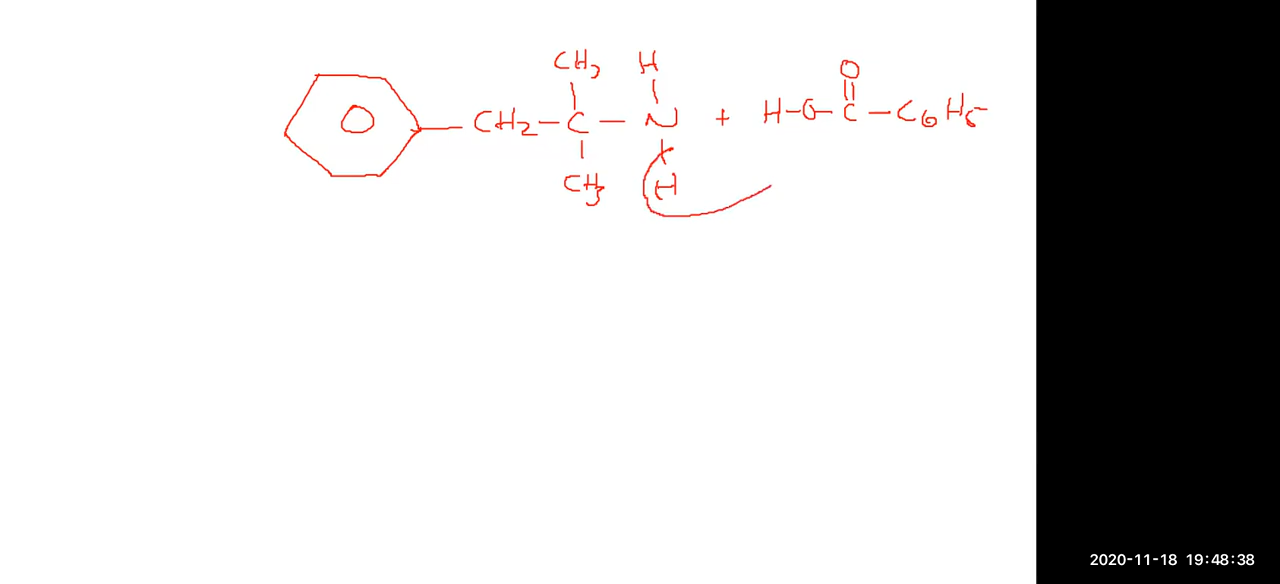 CH3 H
CH2-C-N + H-O-C-C6H5
O
CH3 H
2020-11-18 19:48:38